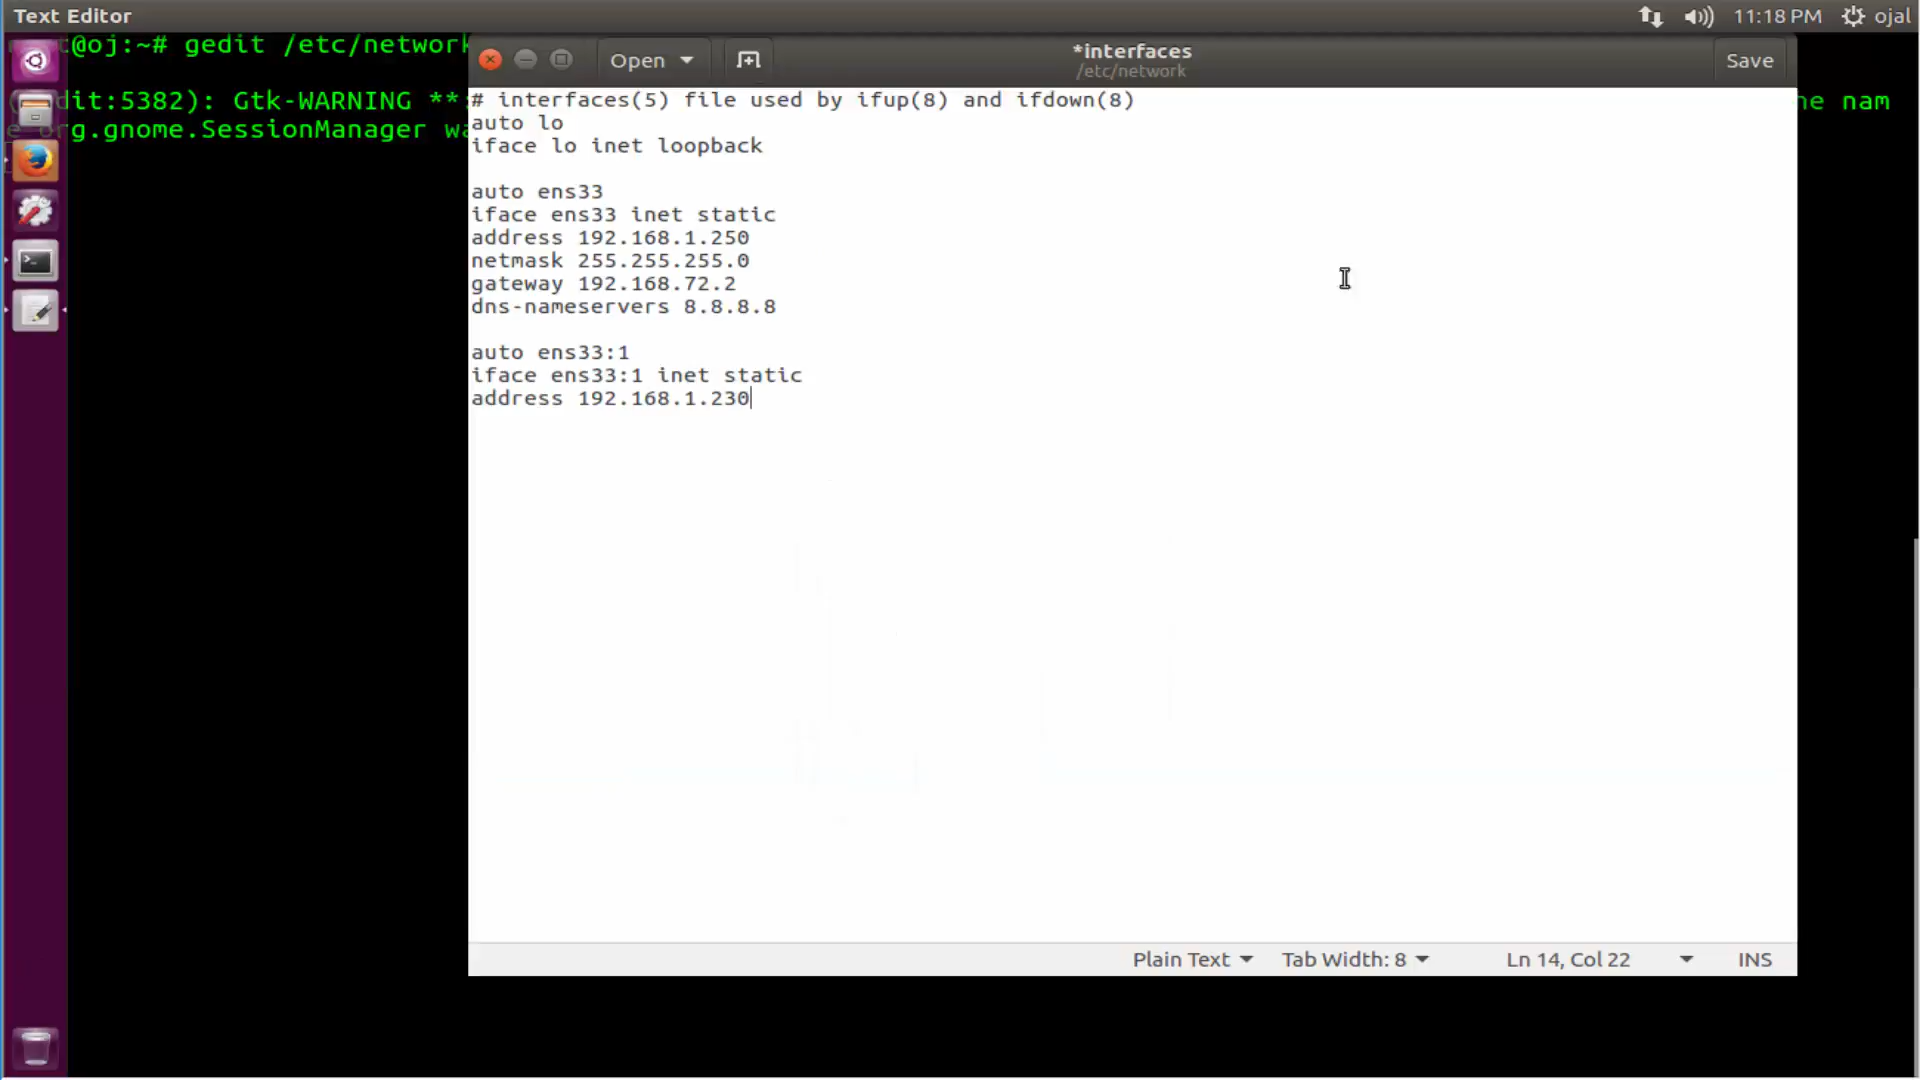 Text Editor
11:18 PM ojal
t@oj:~# gedit /etc/network
Open
*interfaces
/etc/network
Save
dit:5382): Gtk-WARNING **:
ne nam
e org.gnome.SessionManager wa
# interfaces(5) file used by ifup(8) and ifdown(8)
auto lo
iface lo inet loopback
auto ens33
iface ens33 inet static
address 192.168.1.250
netmask 255.255.255.0
gateway 192.168.72.2
dns-nameservers 8.8.8.8
auto ens33:1
iface ens33:1 inet static
address 192.168.1.230
Plain Text Tab Width: 8 Ln 14, Col 22 INS